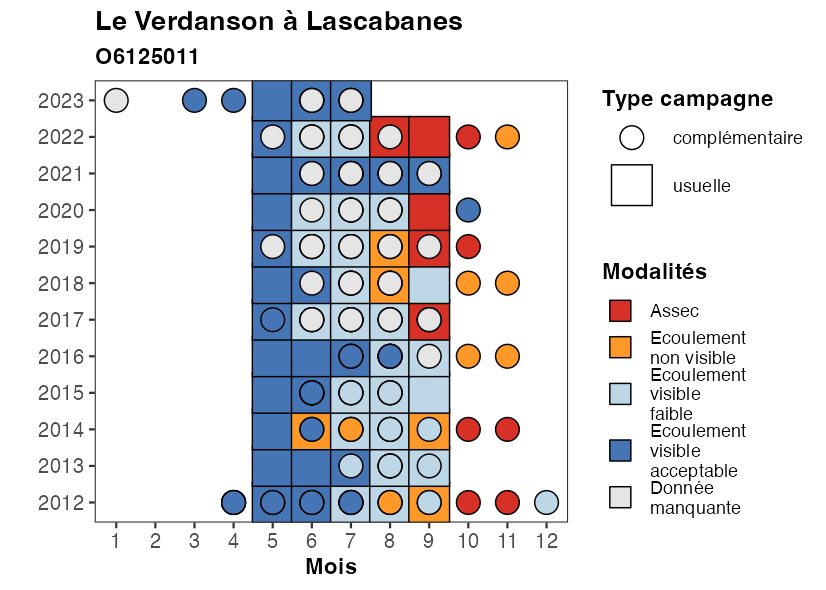 Le Verdanson à Lascabanes
O6125011
2023
2022
2021
2020
2019
2018
2017
2016
2015
2014
2013
2012
1 2 3 4 5 6 7 8 9 10 11 12
Mois
Type campagne
complémentaire
usuelle
Modalités
Assec
Ecoulement
non visible
Ecoulement
visible
faible
Ecoulement
visible
acceptable
Donnée
manquante